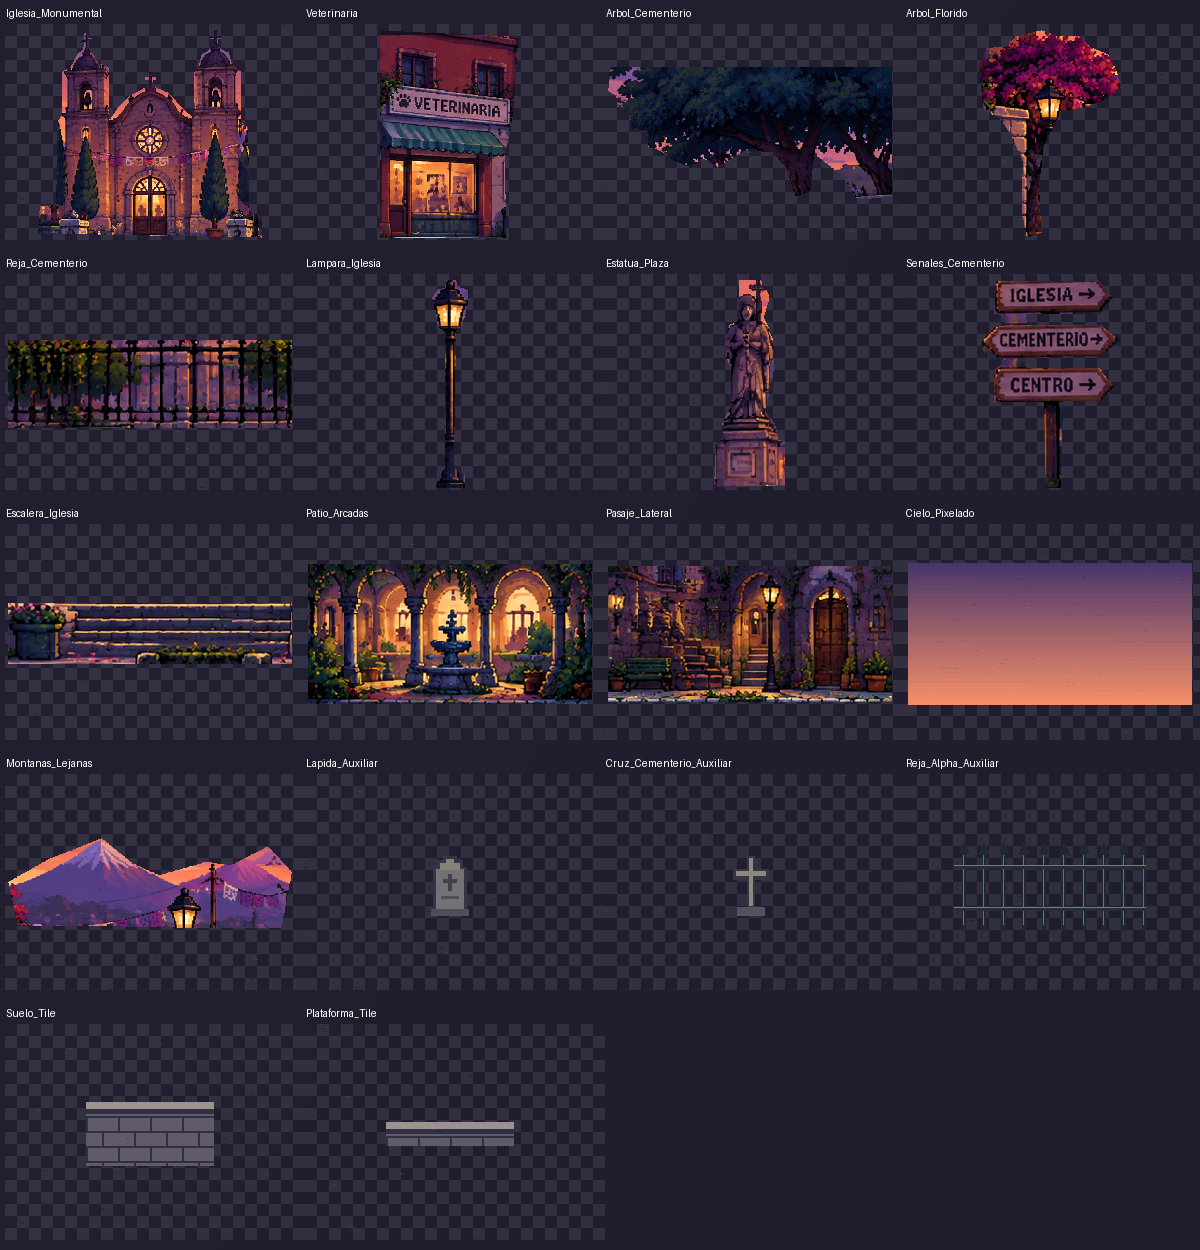 Iglesia_Monumental
Veterinaria
Arbol_Cementerio
Arbol_Florido
VETERINARIA
Reja_Cementerio
Lampara_Iglesia
Estatua_Plaza
Senales_Cementerio
IGLESIA →
CEMENTERIO→
CENTRO →
Escalera_Iglesia
Patio_Arcadas
Pasaje_Lateral
Cielo_Pixelado
Montanas_Lejanas
Lapida_Auxiliar
Cruz_Cementerio_Auxiliar
Reja_Alpha_Auxiliar
Suelo_Tile
Plataforma_Tile